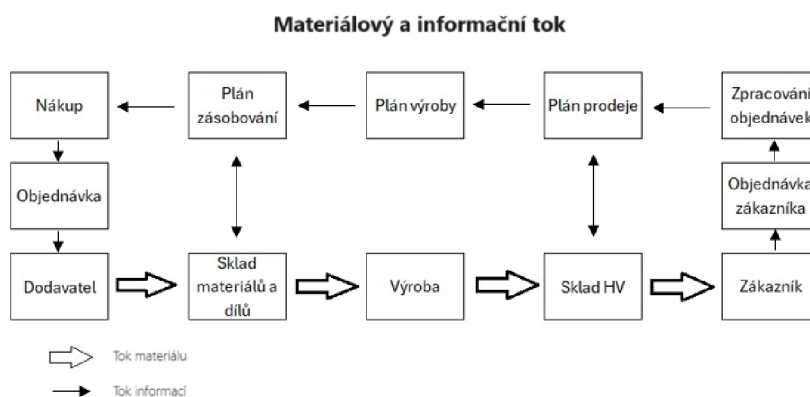 Materiálový a informační tok
Nákup
Plán
zásobování
Plán výroby
Plán prodeje
Zpracování
objednávek
Objednávka
Objednávka
zákazníka
Dodavatel
Sklad
materiálů a
dílů
Výroba
Sklad HV
Zákazník
Tok materiálu
Tok informací